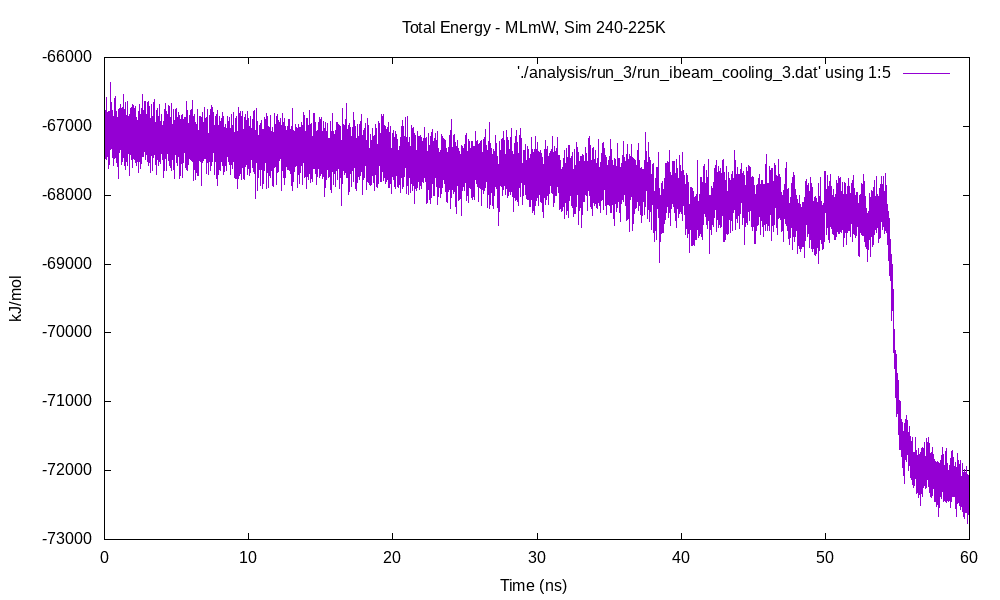 Total Energy - MLmW, Sim 240-225K
'./analysis/run_3/run_ibeam_cooling_3.dat' using 1:5
-66000
-67000
-68000
-69000
-70000
-71000
-72000
-73000
kJ/mol
0 10 20 30 40 50 60
Time (ns)